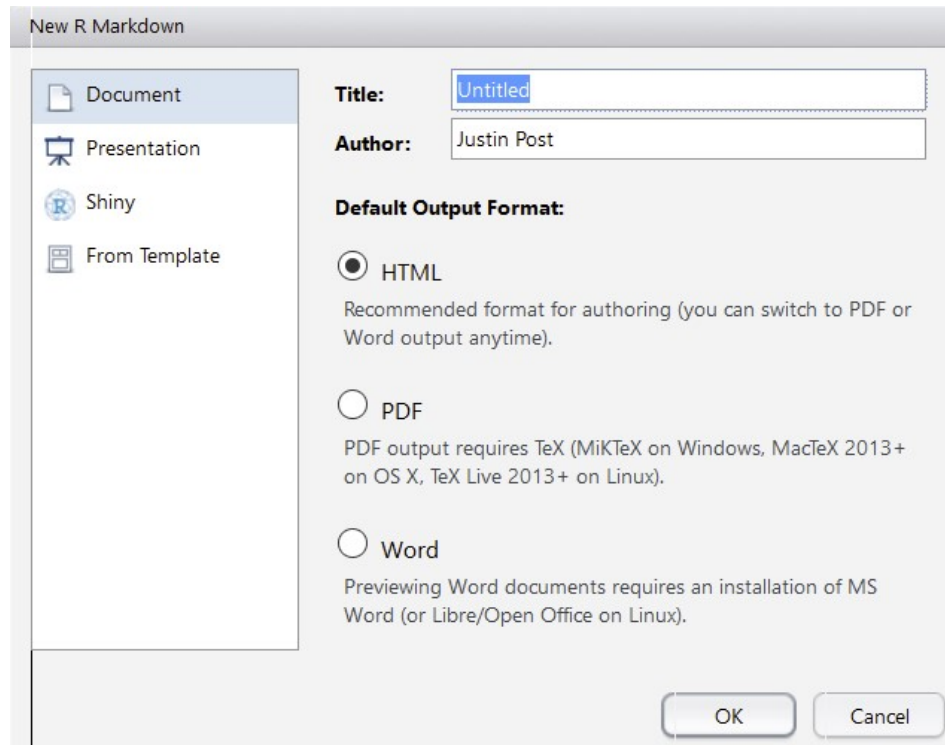 New R Markdown
Document
Presentation
Shiny
From Template
Title: Untitled
Author: Justin Post
Default Output Format:
HTML
Recommended format for authoring (you can switch to PDF or
Word output anytime).
PDF
PDF output requires TeX (MiKTeX on Windows, MacTeX 2013+
on OS X, TeX Live 2013+ on Linux).
Word
Previewing Word documents requires an installation of MS
Word (or Libre/Open Office on Linux).
OK Cancel